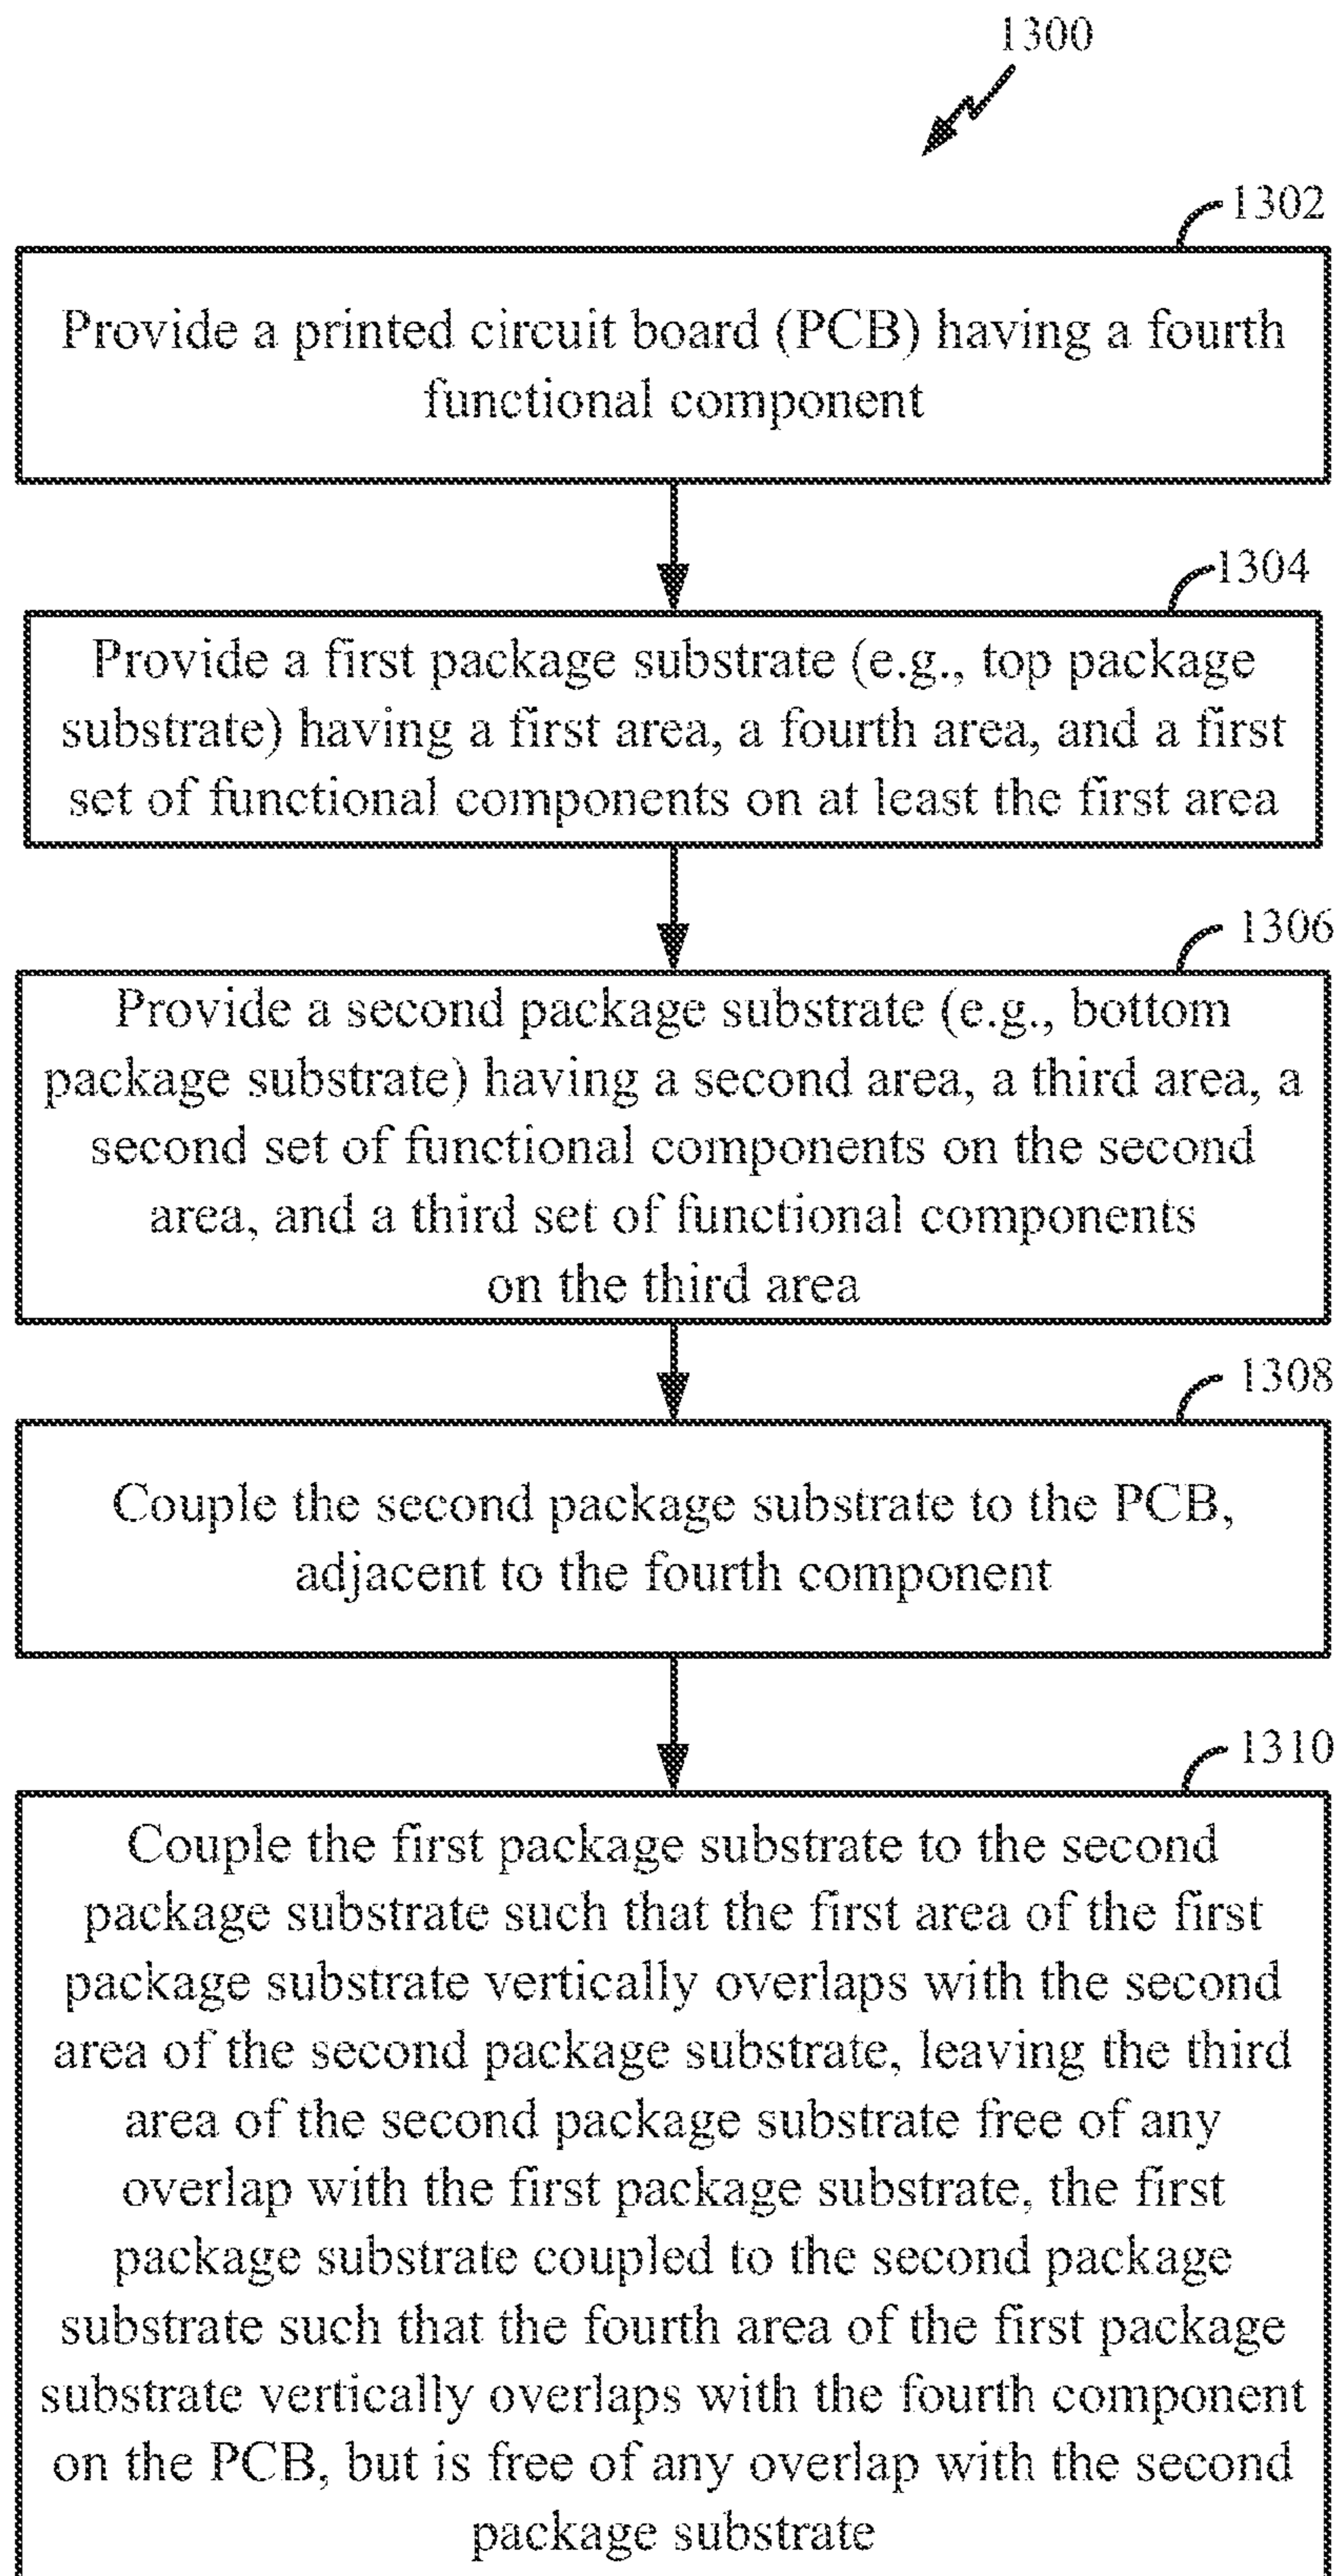 1300
1302
Provide a printed circuit board (PCB) having a fourth
functional component
1304
Provide a first package substrate (e.g., top package
substrate) having a first area, a fourth area, and a first
set of functional components on at least the first area
1306
Provide a second package substrate (e.g., bottom
package substrate) having a second area, a third area, a
second set of functional components on the second
area, and a third set of functional components
on the third area
1308
Couple the second package substrate to the PCB,
adjacent to the fourth component
1310
Couple the first package substrate to the second
package substrate such that the first area of the first
package substrate vertically overlaps with the second
area of the second package substrate, leaving the third
area of the second package substrate free of any
overlap with the first package substrate, the first
package substrate coupled to the second package
substrate such that the fourth area of the first package
substrate vertically overlaps with the fourth component
on the PCB, but is free of any overlap with the second
package substrate